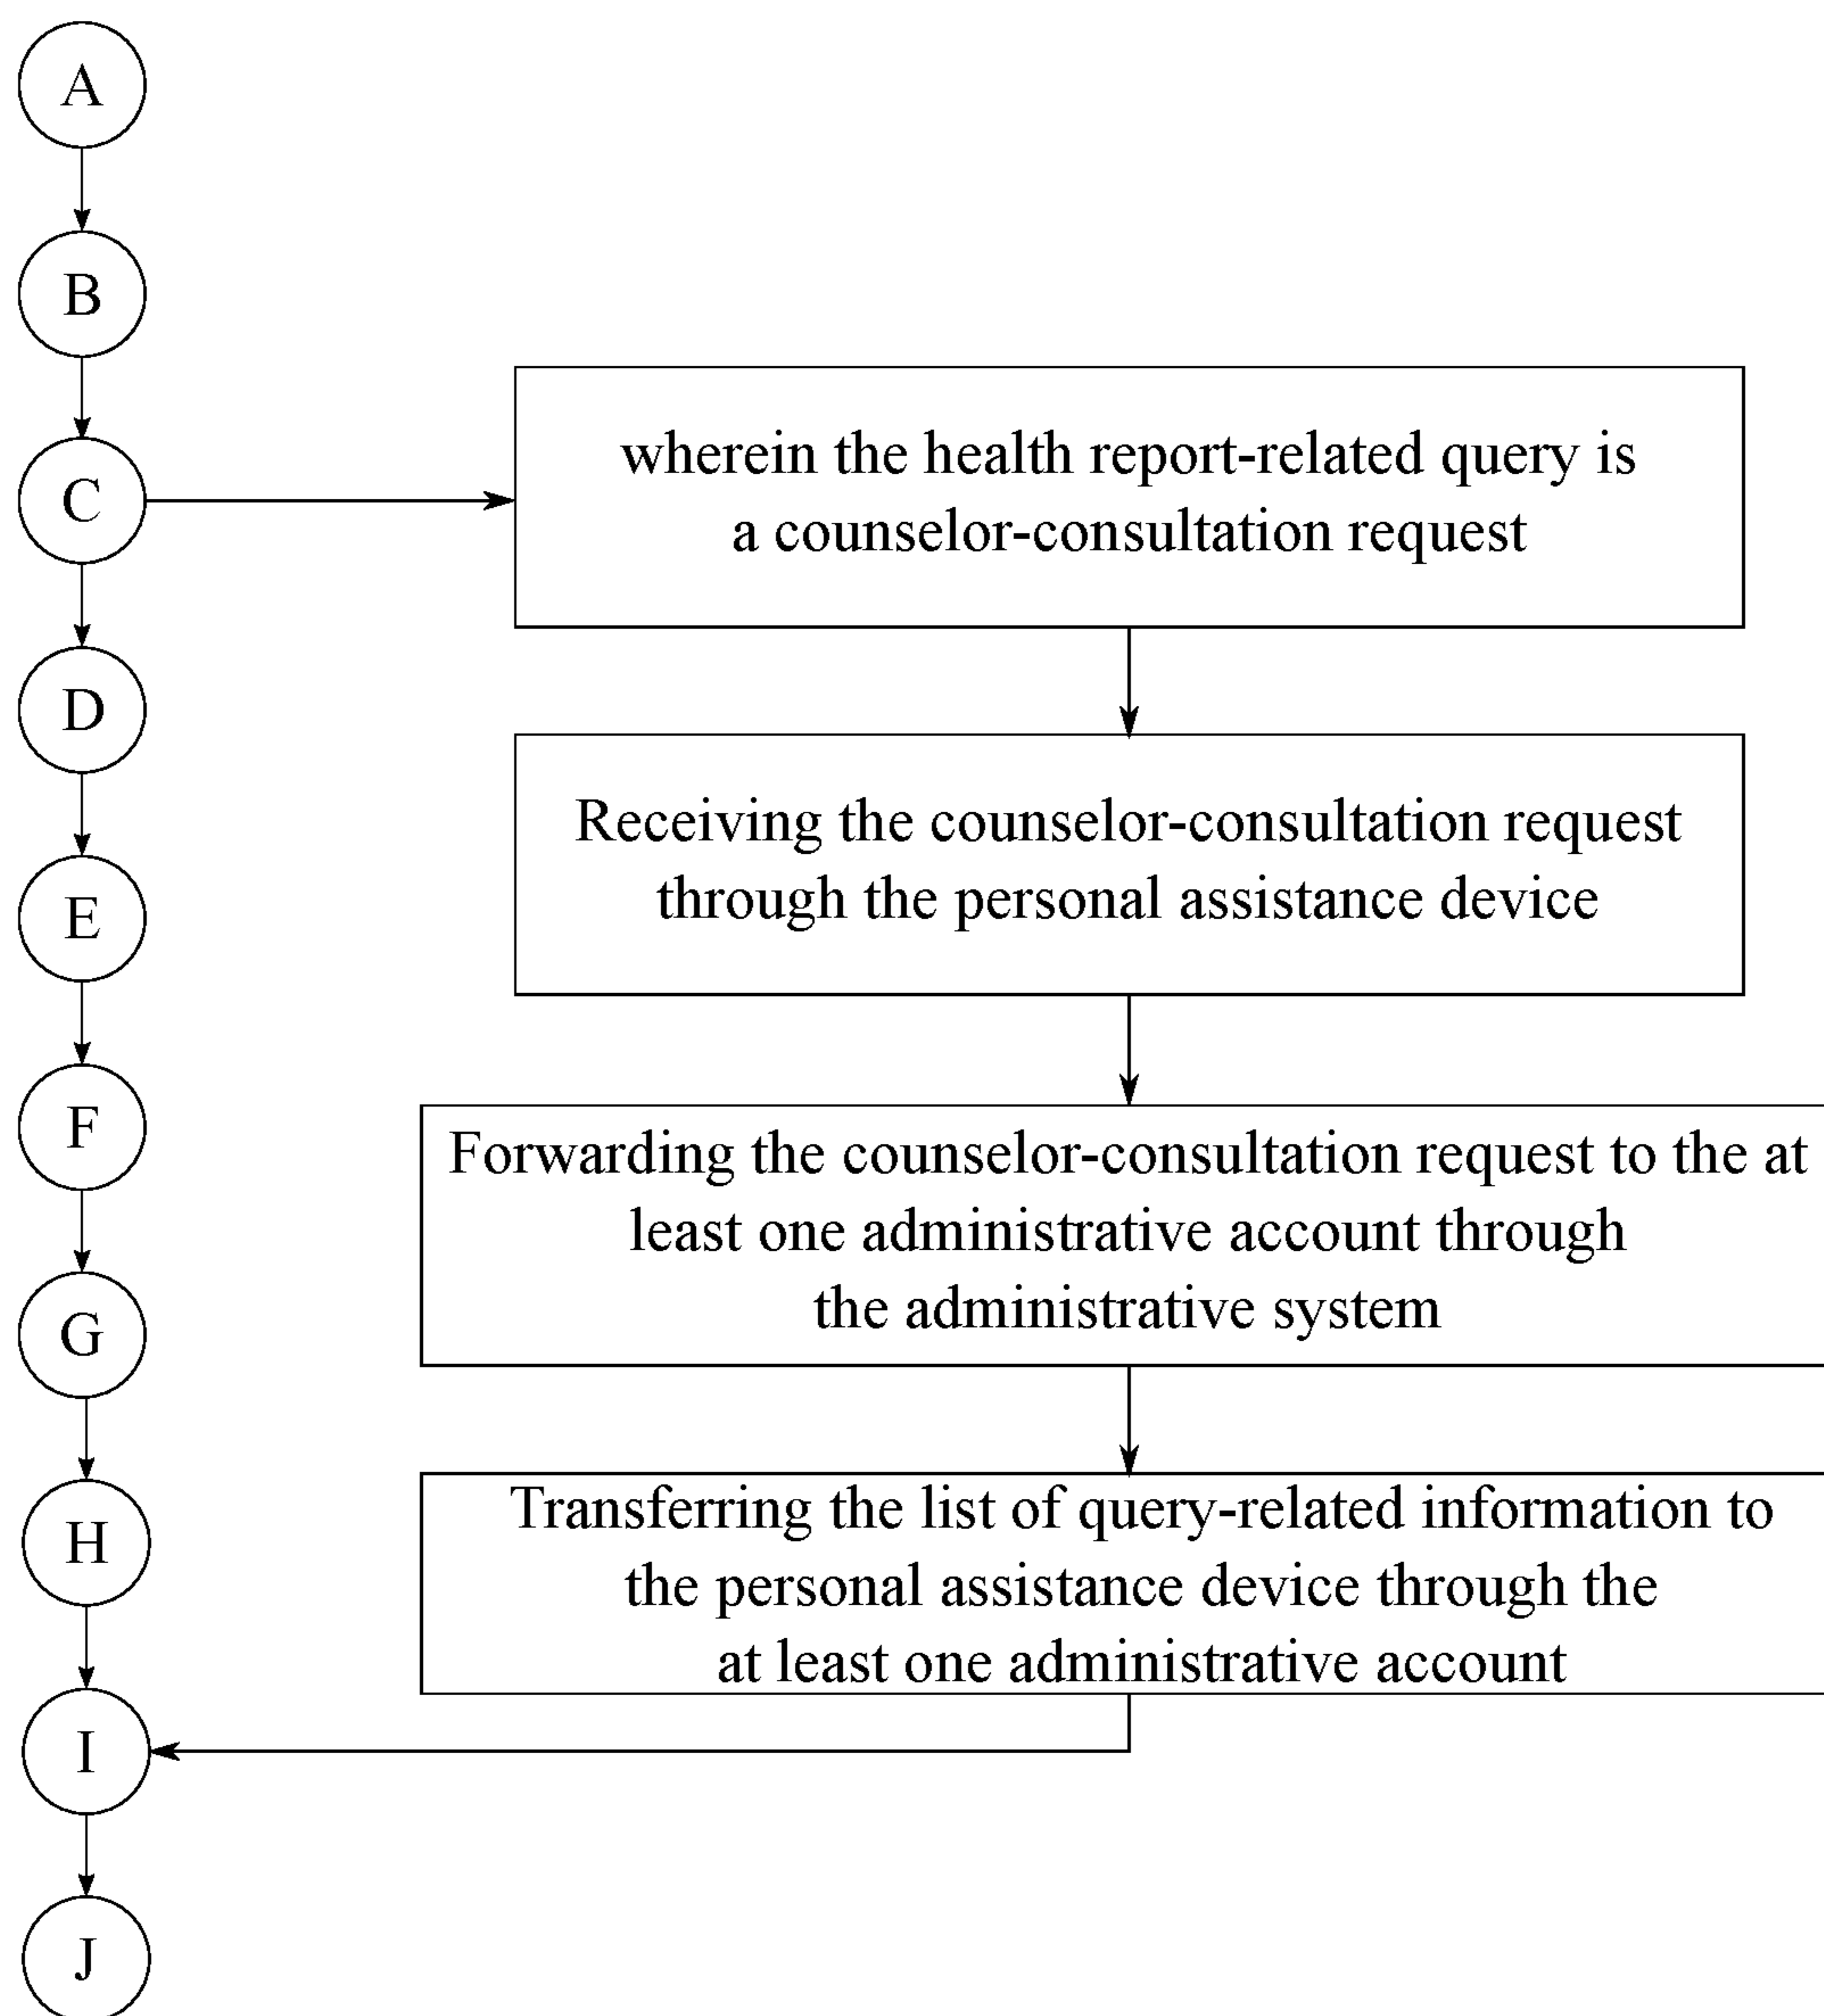 A
B
C
D
E
F
G
H
I
J
wherein the health report-related query is
a counselor-consultation request
Receiving the counselor-consultation request
through the personal assistance device
Forwarding the counselor-consultation request to the at
least one administrative account through
the administrative system
Transferring the list of query-related information to
the personal assistance device through the
at least one administrative account